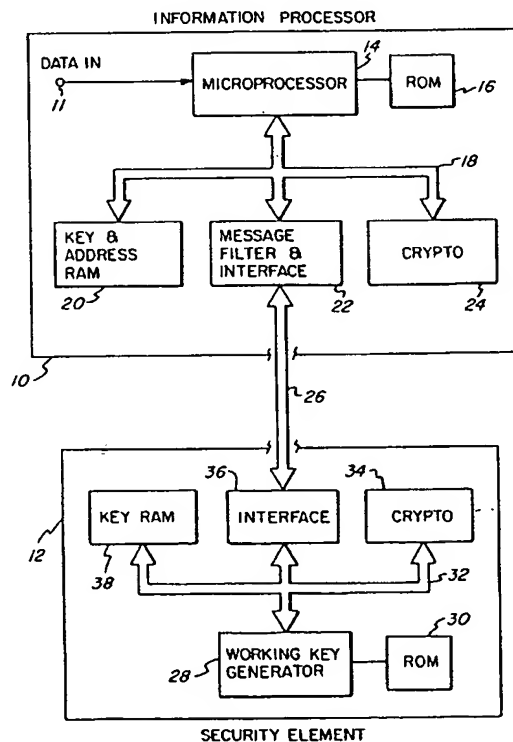 INFORMATION PROCESSOR
DATA IN
11
MICROPROCESSOR
14
ROM
16
18
KEY &
ADDRESS
RAM
20
MESSAGE
FILTER &
INTERFACE
22
CRYPTO
24
10
26
12
KEY RAM
38
36
INTERFACE
34
CRYPTO
32
28
WORKING KEY
GENERATOR
30
ROM
SECURITY ELEMENT